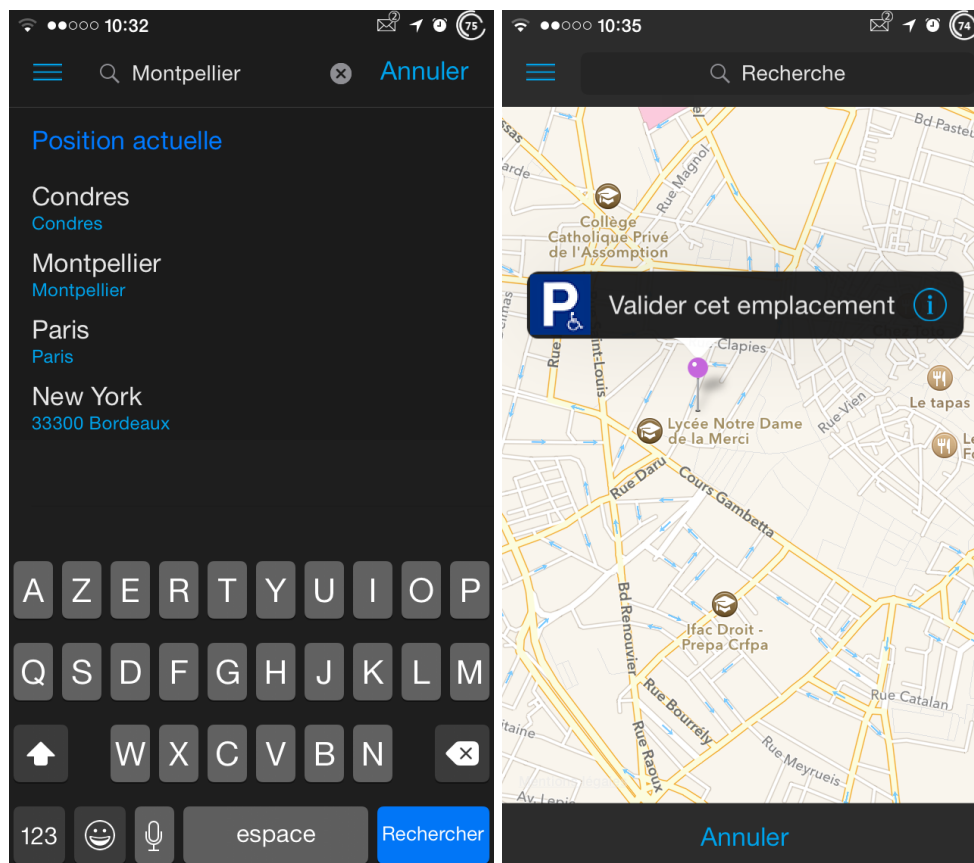 10:32
2
75
Montpellier
Annuler
Position actuelle
Condres
Condres
Montpellier
Montpellier
Paris
Paris
New York
33300 Bordeaux
A Z E R T Y U I O P
Q S D F G H J K L M
W X C V B N
123
espace
Rechercher
10:35
2
74
Recherche
Bd Pasteu
Rue Magnol
Collège
Catholique Privé
de l'Assomption
P
Valider cet emplacement
i
Clapies
Lycée Notre Dame
de la Merci
Rue Vien
Le tapas
Rue Daru
Cours Gambetta
Bd Renouvier
Ifac Droit -
Prepa Crfpa
Rue Bourrély
Rue Catalan
Rue Raoux
Rue Meyrueis
Annuler